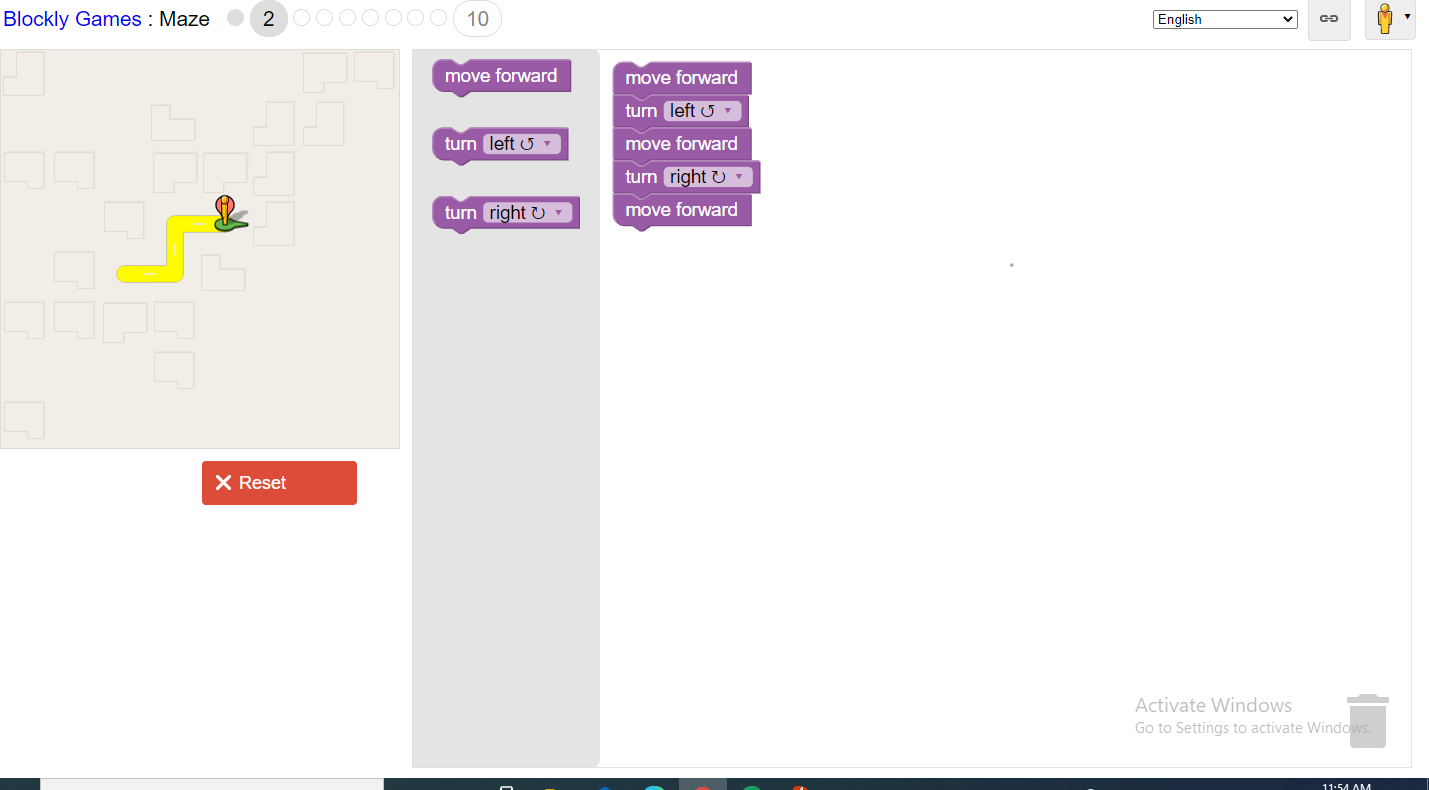 Blockly Games : Maze 2 10
English
move forward
turn left ↺
turn right ↻
move forward
turn left ↺
move forward
turn right ↻
move forward
Reset
Activate Windows
Go to Settings to activate Windows.
11:54 AM